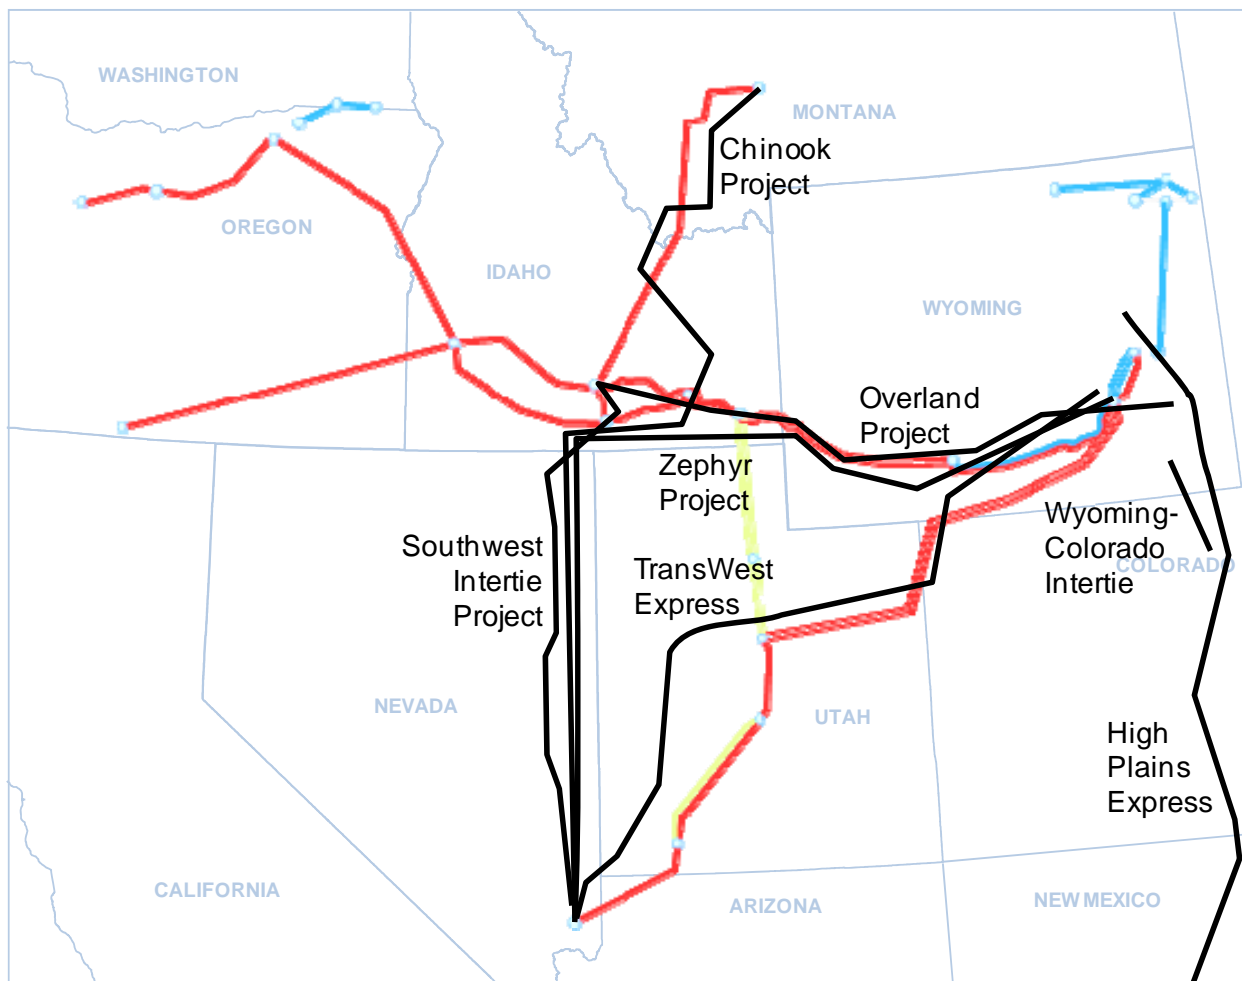 WASHINGTON
MONTANA
Chinook
Project
OREGON
IDAHO
WYOMING
Overland
Project
Zephyr
Project
Southwest
Intertie
Project
TransWest
Express
Wyoming-
Colorado
Intertie
COLORADO
NEVADA
UTAH
High
Plains
Express
CALIFORNIA
ARIZONA
NEW MEXICO